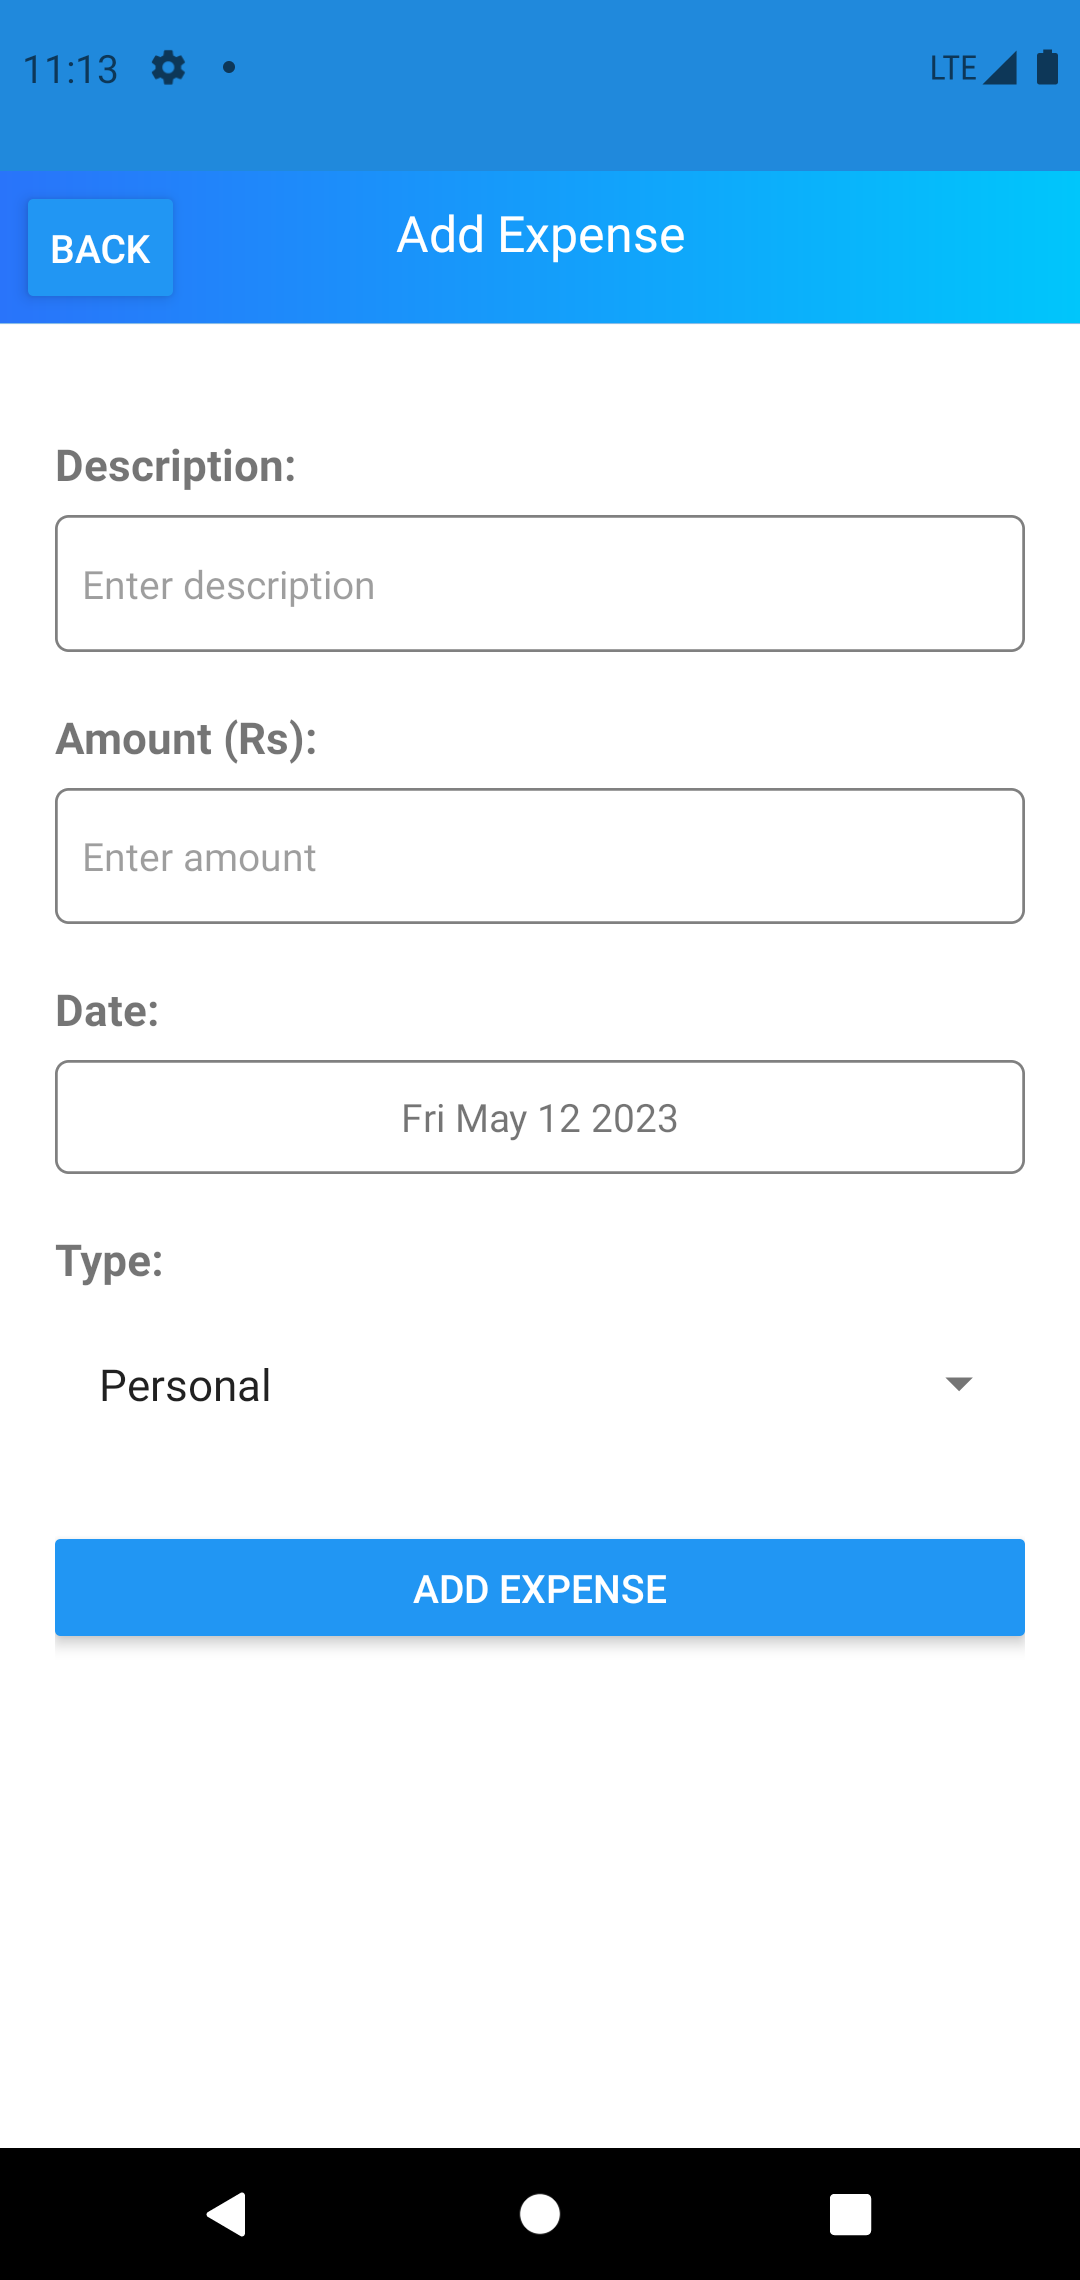 11:13
LTE
BACK
Add Expense
Description:
Enter description
Amount (Rs):
Enter amount
Date:
Fri May 12 2023
Type:
Personal
ADD EXPENSE